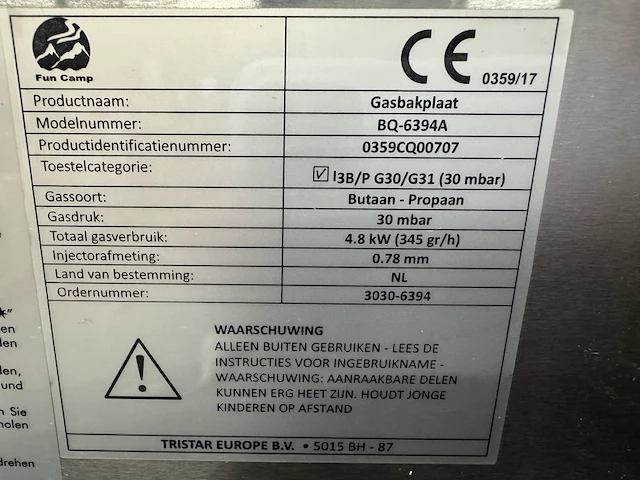 Fun Camp
CE 0359/17
Productnaam: Gasbakplaat
Modelnummer: BQ-6394A
Productidentificatienummer: 0359CQ00707
Toestelcategorie: ☑ I3B/P G30/G31 (30 mbar)
Gassoort: Butaan - Propaan
Gasdruk: 30 mbar
Totaal gasverbruik: 4.8 kW (345 gr/h)
Injectorafmeting: 0.78 mm
Land van bestemming: NL
Ordernummer: 3030-6394
WAARSCHUWING
ALLEEN BUITEN GEBRUIKEN - LEES DE
INSTRUCTIES VOOR INGEBRUIKNAME -
WAARSCHUWING: AANRAAKBARE DELEN
KUNNEN ERG HEET ZIJN. HOUDT JONGE
KINDEREN OP AFSTAND
TRISTAR EUROPE B.V. • 5015 BH - 87
und
Sie
drehen